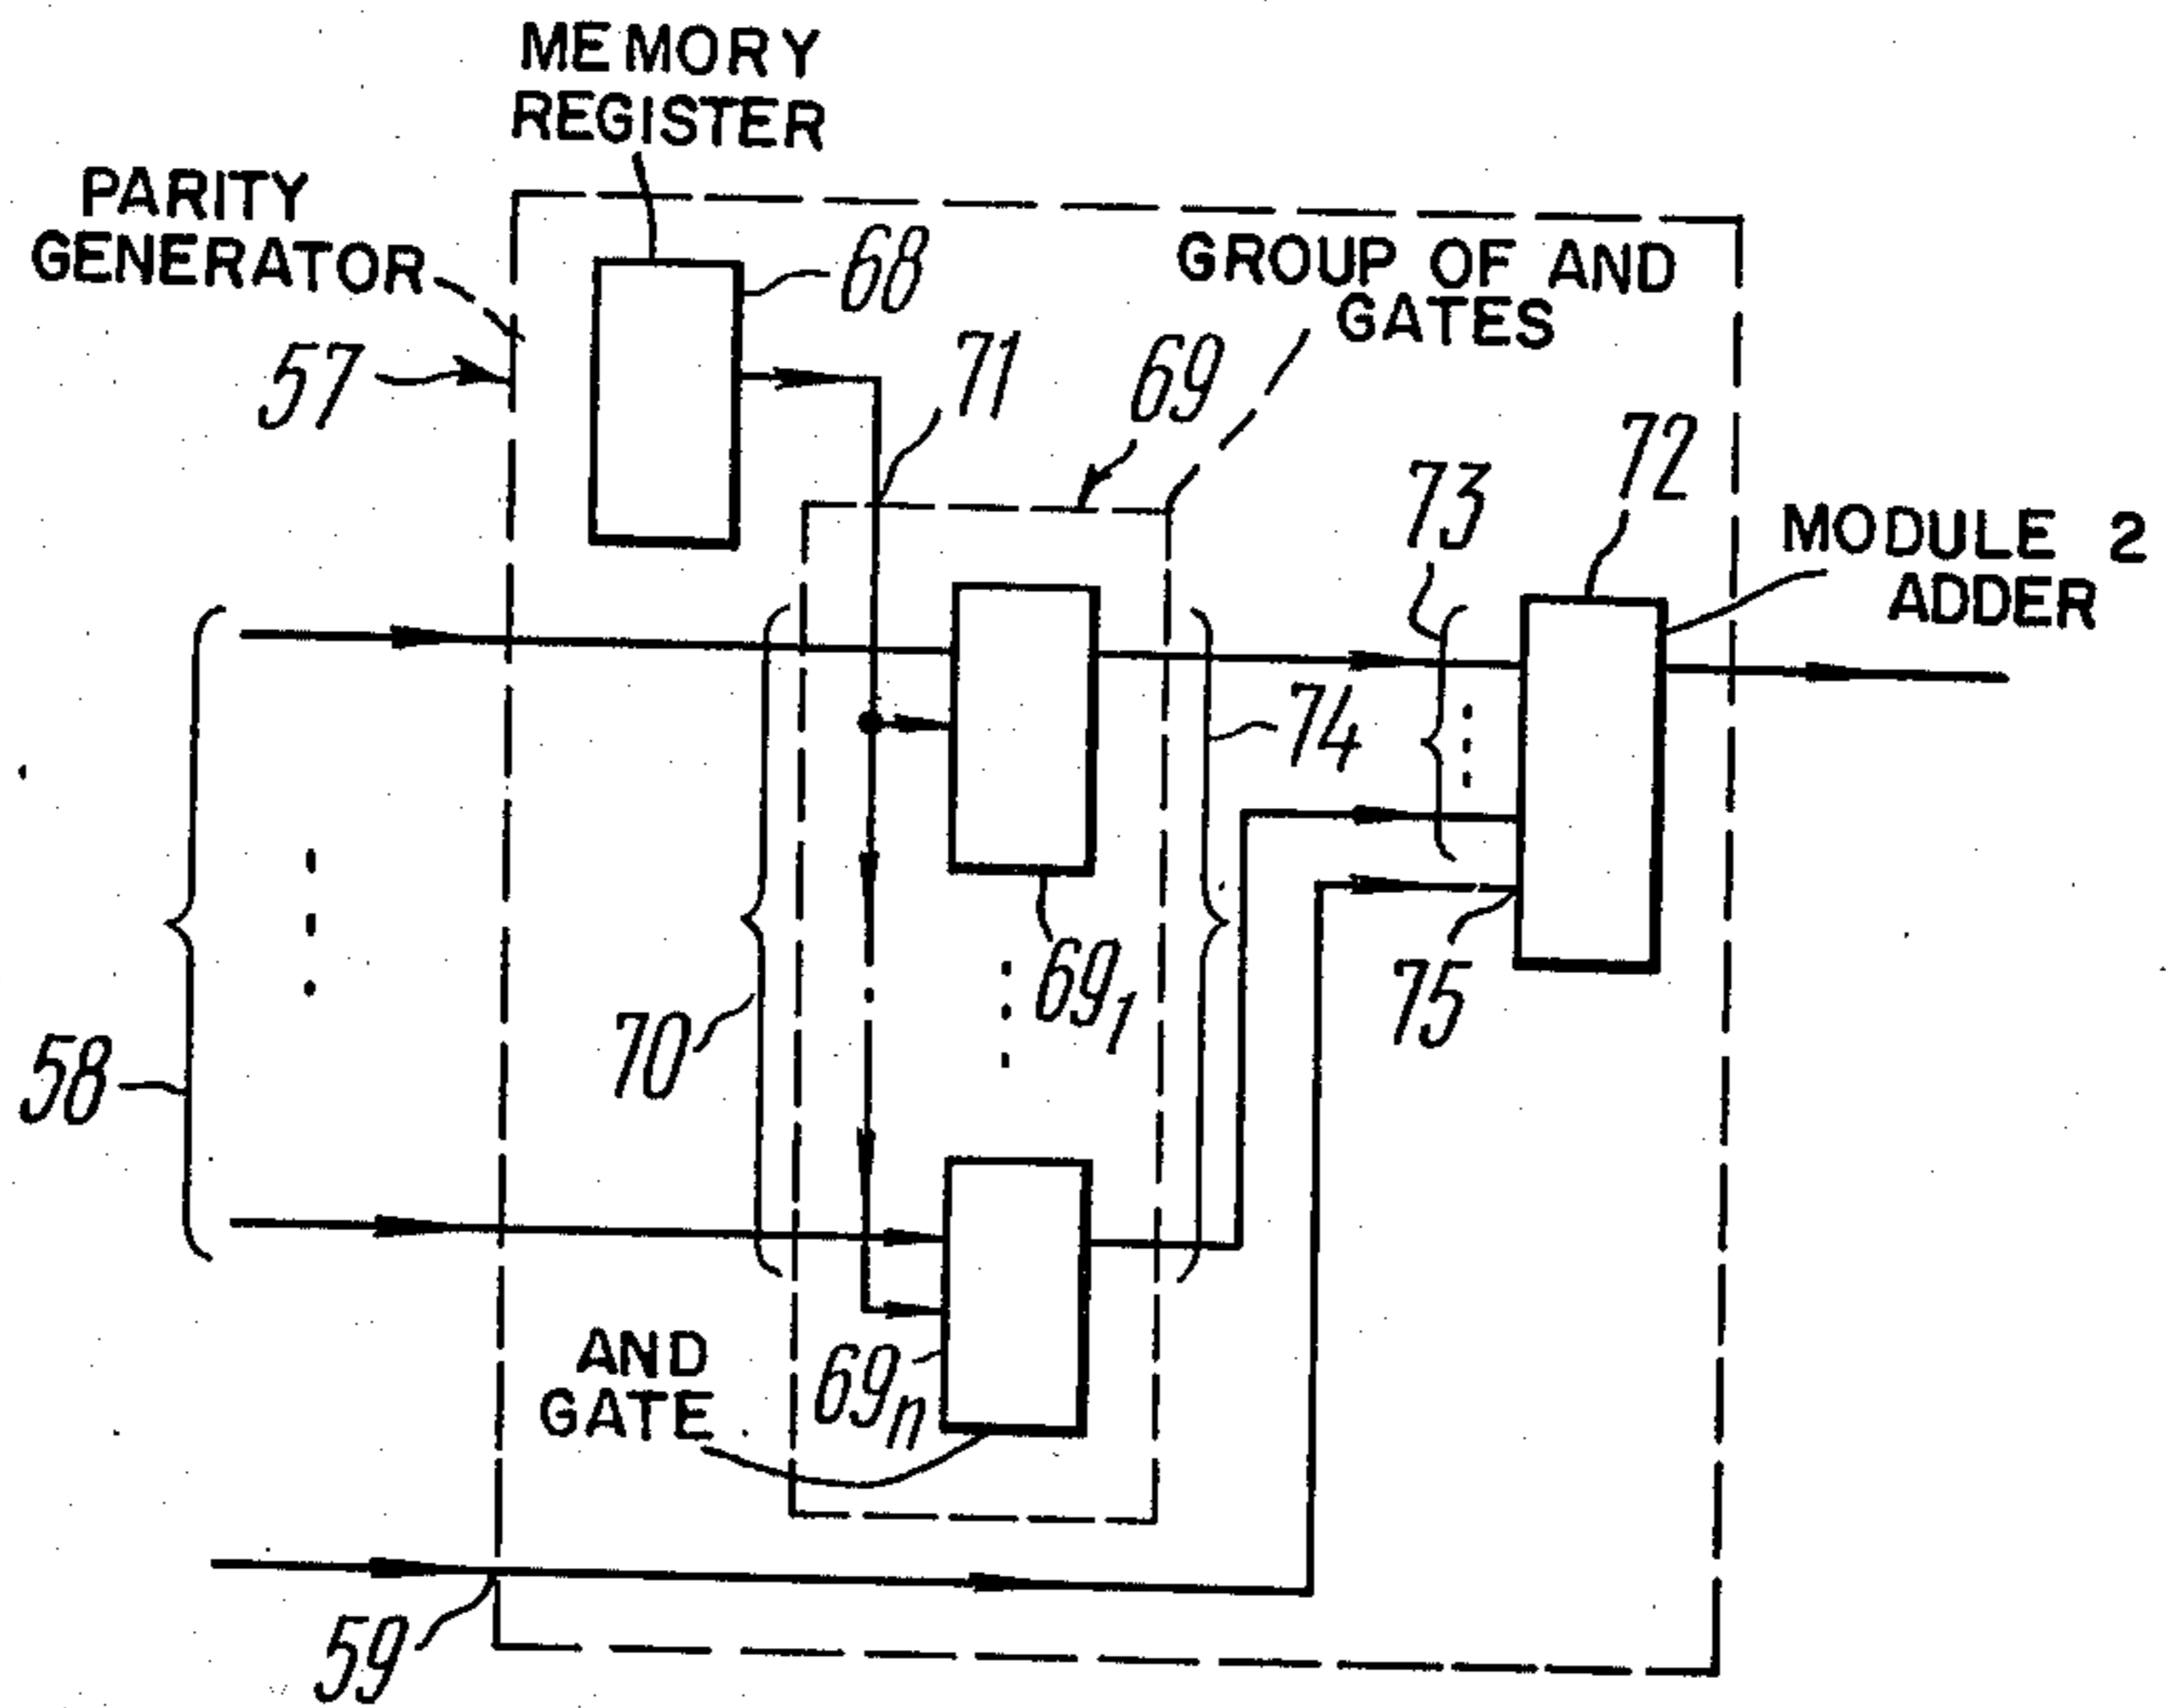 MEMORY
REGISTER
PARITY
GENERATOR
68
GROUP OF AND
GATES
57
71
69
73
72
MODULE 2
ADDER
74
69₁
75
70
58
AND
GATE
69ₙ
59